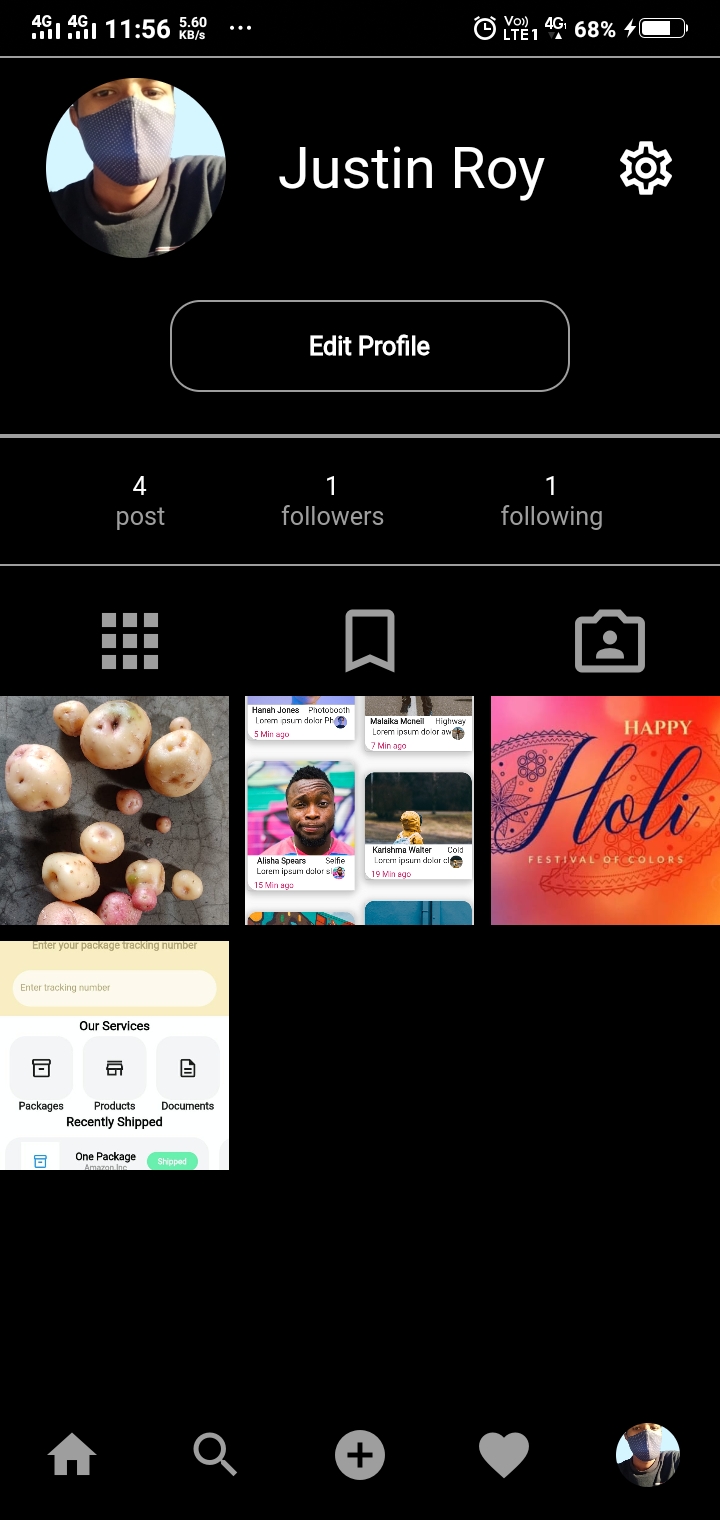 4G 4G 11:56 5.60 KB/s ... Vo)) LTE1 4G 68%
Justin Roy
Edit Profile
4 1 1
post followers following
Hanah Jones Photobooth
Lorem ipsum dolor Ph
5 Min ago
Malaika Mcneil Highway
Lorem ipsum dolor aw
7 Min ago
Alisha Spears Selfie
Lorem ipsum dolor sl
15 Min ago
Karishma Walter Cold
Lorem ipsum dolor cl
19 Min ago
HAPPY
Holi
FESTIVAL OF COLORS
Enter your package tracking number
Enter tracking number
Our Services
Packages Products Documents
Recently Shipped
One Package
Amazon.Inc
Shipped